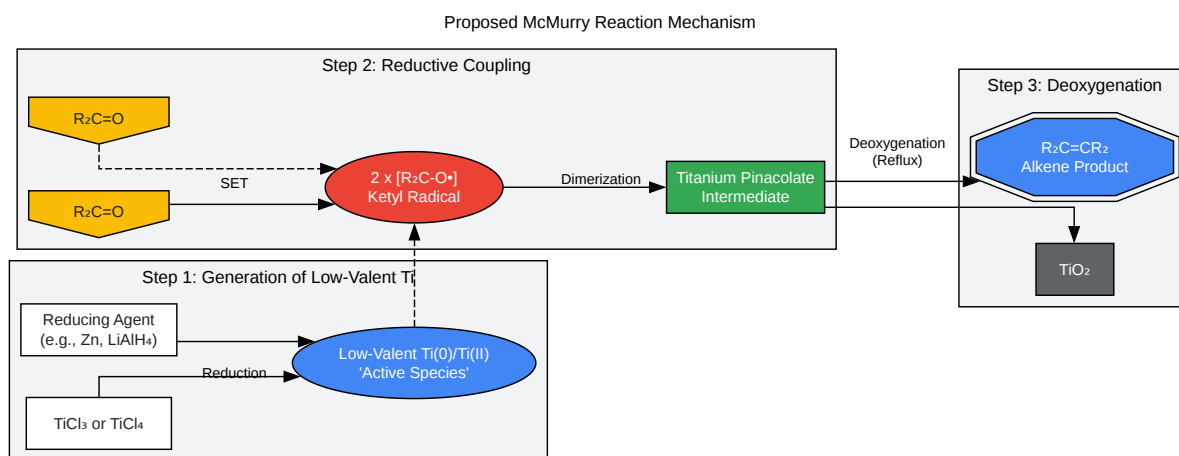 Proposed McMurry Reaction Mechanism
Step 2: Reductive Coupling
R₂C=O
SET
R₂C=O
2 x [R₂C-O•]
Ketyl Radical
Dimerization
Titanium Pinacolate
Intermediate
Deoxygenation
(Reflux)
Step 3: Deoxygenation
R₂C=CR₂
Alkene Product
TiO₂
Step 1: Generation of Low-Valent Ti
Reducing Agent
(e.g., Zn, LiAlH₄)
Reduction
TiCl₃ or TiCl₄
Low-Valent Ti(0)/Ti(II)
'Active Species'